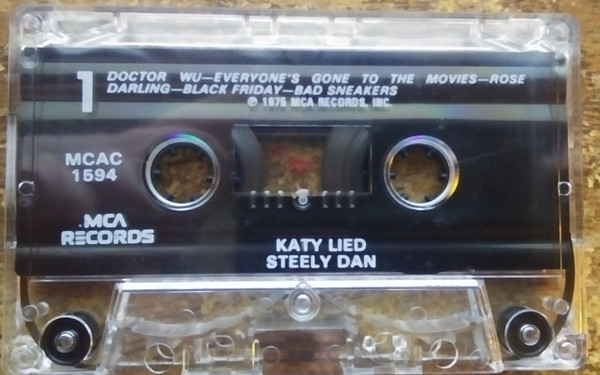 1
DOCTOR WU—EVERYONE'S GONE TO THE MOVIES—ROSE
DARLING—BLACK FRIDAY—BAD SNEAKERS
℗ 1975 MCA RECORDS, INC.
MCAC
1594
MCA
RECORDS
KATY LIED
STEELY DAN